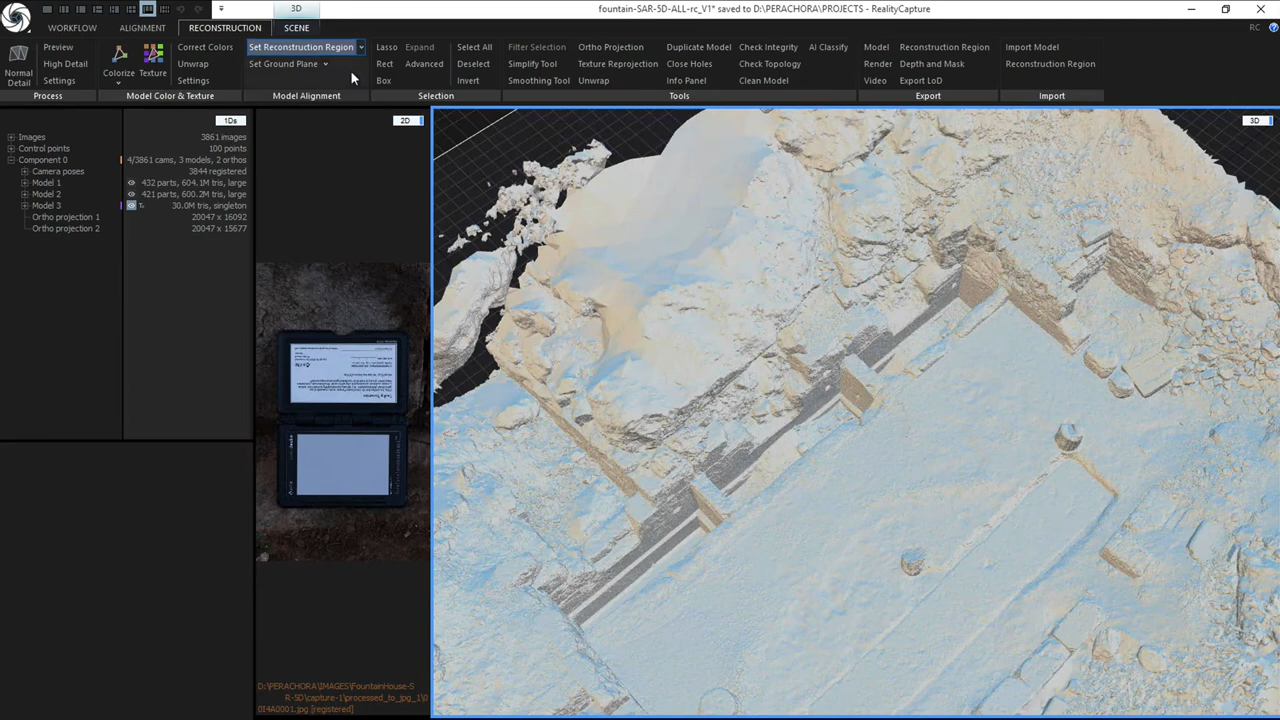 3D
fountain-SAR-5D-ALL-rc_V1* saved to D:\PERACHORA\PROJECTS - RealityCapture
WORKFLOW ALIGNMENT RECONSTRUCTION SCENE
RC
Normal Detail
Preview
High Detail
Settings
Process
Colorize
Texture
Correct Colors
Unwrap
Settings
Model Color & Texture
Set Reconstruction Region
Set Ground Plane
Model Alignment
Lasso Expand Select All
Rect Advanced Deselect
Box Invert
Selection
Filter Selection Ortho Projection Duplicate Model Check Integrity AI Classify
Simplify Tool Texture Reprojection Close Holes Check Topology
Smoothing Tool Unwrap Info Panel Clean Model
Tools
Model Reconstruction Region
Render Depth and Mask
Video Export LoD
Export
Import Model
Reconstruction Region
Import
1Ds
2D
3D
Images 3861 images
Control points 100 points
Component 0 4/3861 cams, 3 models, 2 orthos
Camera poses 3844 registered
Model 1 432 parts, 604.1M tris, large
Model 2 421 parts, 600.2M tris, large
Model 3 30.0M tris, singleton
Ortho projection 1 20047 x 16092
Ortho projection 2 20047 x 15677
D:\PERACHORA\IMAGES\FountainHouse-S
R-5D\capture-1\processed_to_jpg_1\0
0I4A0001.jpg [registered]